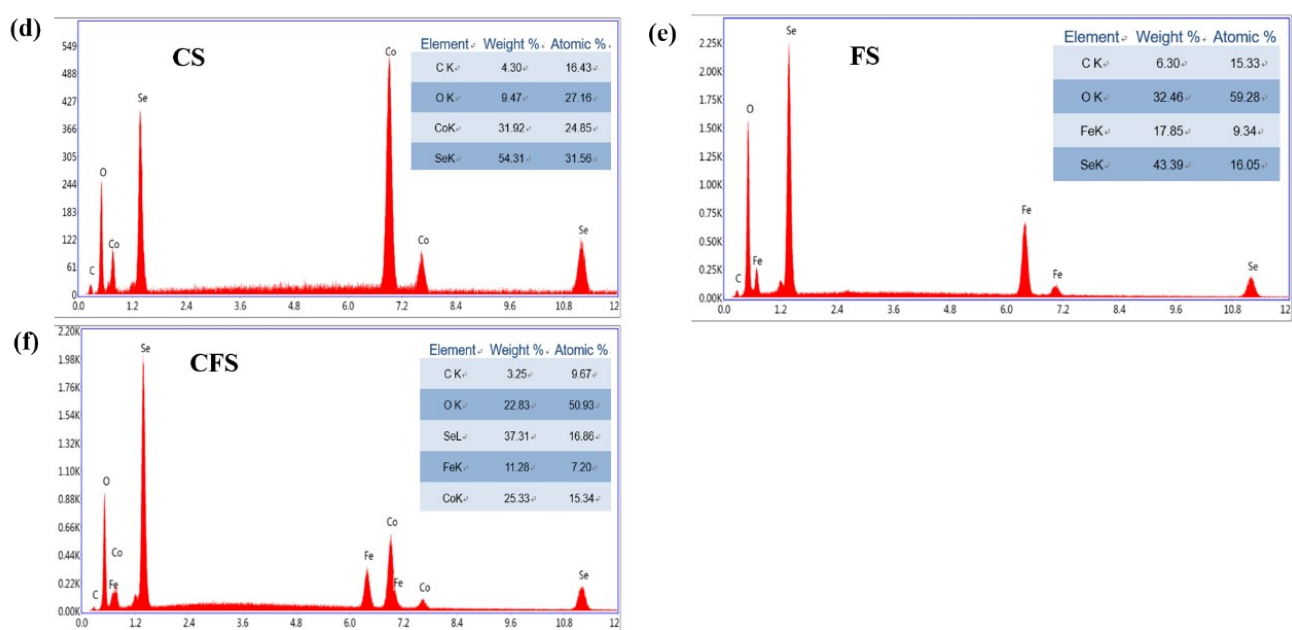 (d)
CS
Element Weight % Atomic %
C K 4.30 16.43
O K 9.47 27.16
CoK 31.92 24.85
SeK 54.31 31.56
549
488
427
366
305
244
183
122
61
0
C
O
Co
Se
Co
Co
Se
0.0 1.2 2.4 3.6 4.8 6.0 7.2 8.4 9.6 10.8 12
(e)
FS
Element Weight % Atomic %
C K 6.30 15.33
O K 32.46 59.28
FeK 17.85 9.34
SeK 43.39 16.05
2.25K
2.00K
1.75K
1.50K
1.25K
1.00K
0.75K
0.50K
0.25K
0.00K
C
O
Fe
Se
Fe
Fe
Se
0.0 1.2 2.4 3.6 4.8 6.0 7.2 8.4 9.6 10.8 12
(f)
CFS
Element Weight % Atomic %
C K 3.25 9.67
O K 22.83 50.93
SeL 37.31 16.86
FeK 11.28 7.20
CoK 25.33 15.34
2.20K
1.98K
1.76K
1.54K
1.32K
1.10K
0.88K
0.66K
0.44K
0.22K
0.00K
C
O
Co
Fe
Se
Fe
Co
Fe
Co
Se
0.0 1.2 2.4 3.6 4.8 6.0 7.2 8.4 9.6 10.8 12